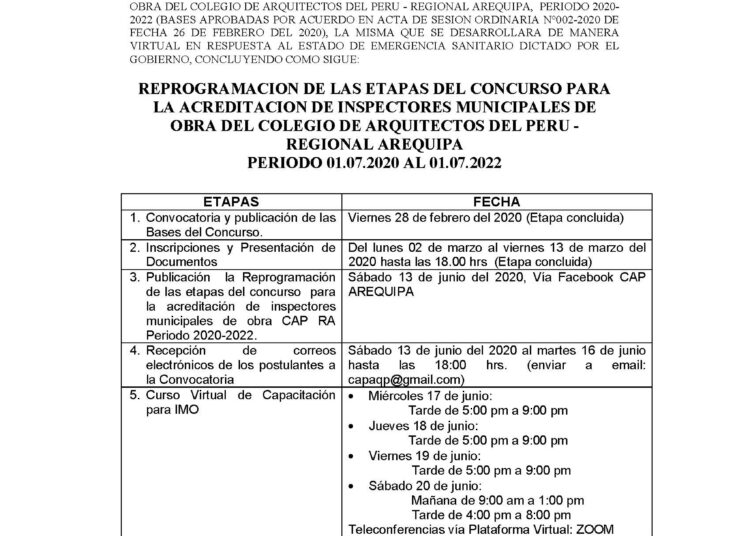 OBRA DEL COLEGIO DE ARQUITECTOS DEL PERU - REGIONAL AREQUIPA, PERIODO 2020-
2022 (BASES APROBADAS POR ACUERDO EN ACTA DE SESION ORDINARIA N°002-2020 DE
FECHA 26 DE FEBRERO DEL 2020), LA MISMA QUE SE DESARROLLARA DE MANERA
VIRTUAL EN RESPUESTA AL ESTADO DE EMERGENCIA SANITARIO DICTADO POR EL
GOBIERNO, CONCLUYENDO COMO SIGUE:
REPROGRAMACION DE LAS ETAPAS DEL CONCURSO PARA
LA ACREDITACION DE INSPECTORES MUNICIPALES DE
OBRA DEL COLEGIO DE ARQUITECTOS DEL PERU -
REGIONAL AREQUIPA
PERIODO 01.07.2020 AL 01.07.2022
ETAPAS
FECHA
1. Convocatoria y publicación de las
Bases del Concurso.
Viernes 28 de febrero del 2020 (Etapa concluida)
2. Inscripciones y Presentación de
Documentos
Del lunes 02 de marzo al viernes 13 de marzo del
2020 hasta las 18.00 hrs (Etapa concluida)
3. Publicación la Reprogramación
de las etapas del concurso para
la acreditación de inspectores
municipales de obra CAP RA
Periodo 2020-2022.
Sábado 13 de junio del 2020, Vía Facebook CAP
AREQUIPA
4. Recepción de correos
electrónicos de los postulantes a
la Convocatoria
Sábado 13 de junio del 2020 al martes 16 de junio
hasta las 18:00 hrs. (enviar a email:
capaqp@gmail.com)
5. Curso Virtual de Capacitación
para IMO
• Miércoles 17 de junio:
Tarde de 5:00 pm a 9:00 pm
• Jueves 18 de junio:
Tarde de 5:00 pm a 9:00 pm
• Viernes 19 de junio:
Tarde de 5:00 pm a 9:00 pm
• Sábado 20 de junio:
Mañana de 9:00 am a 1:00 pm
Tarde de 4:00 pm a 8:00 pm
Teleconferencias vía Plataforma Virtual: ZOOM